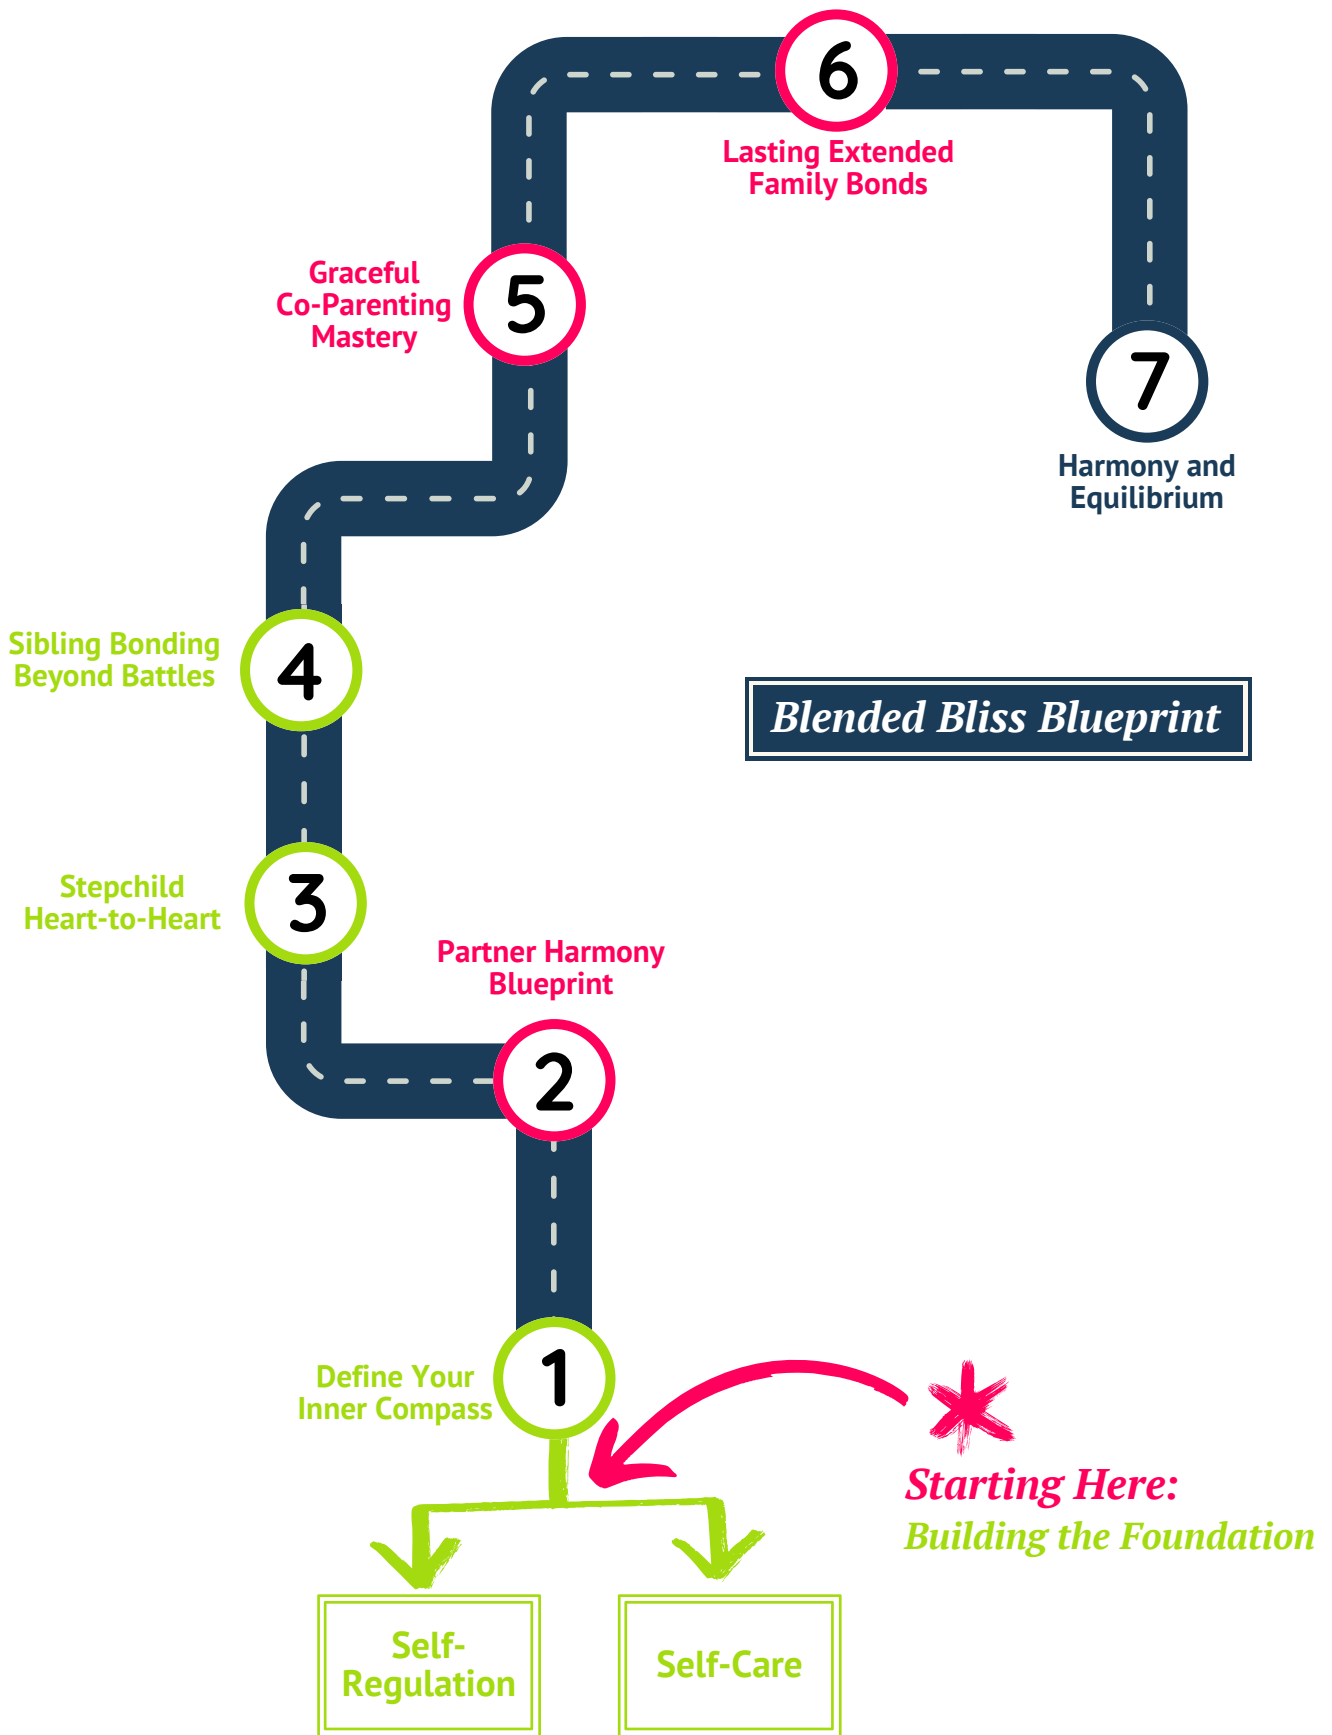 6
Lasting Extended
Family Bonds
Graceful
Co-Parenting
Mastery
5
7
Harmony and
Equilibrium
Sibling Bonding
Beyond Battles
4
Blended Bliss Blueprint
Stepchild
Heart-to-Heart
3
Partner Harmony
Blueprint
2
Define Your
Inner Compass
1
Starting Here:
Building the Foundation
Self-
Regulation
Self-Care